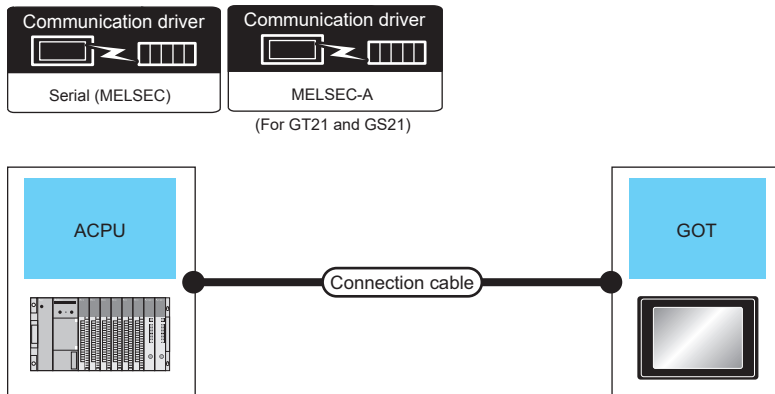 Communication driver
Serial (MELSEC)
Communication driver
MELSEC-A
(For GT21 and GS21)
ACPU
Connection cable
GOT